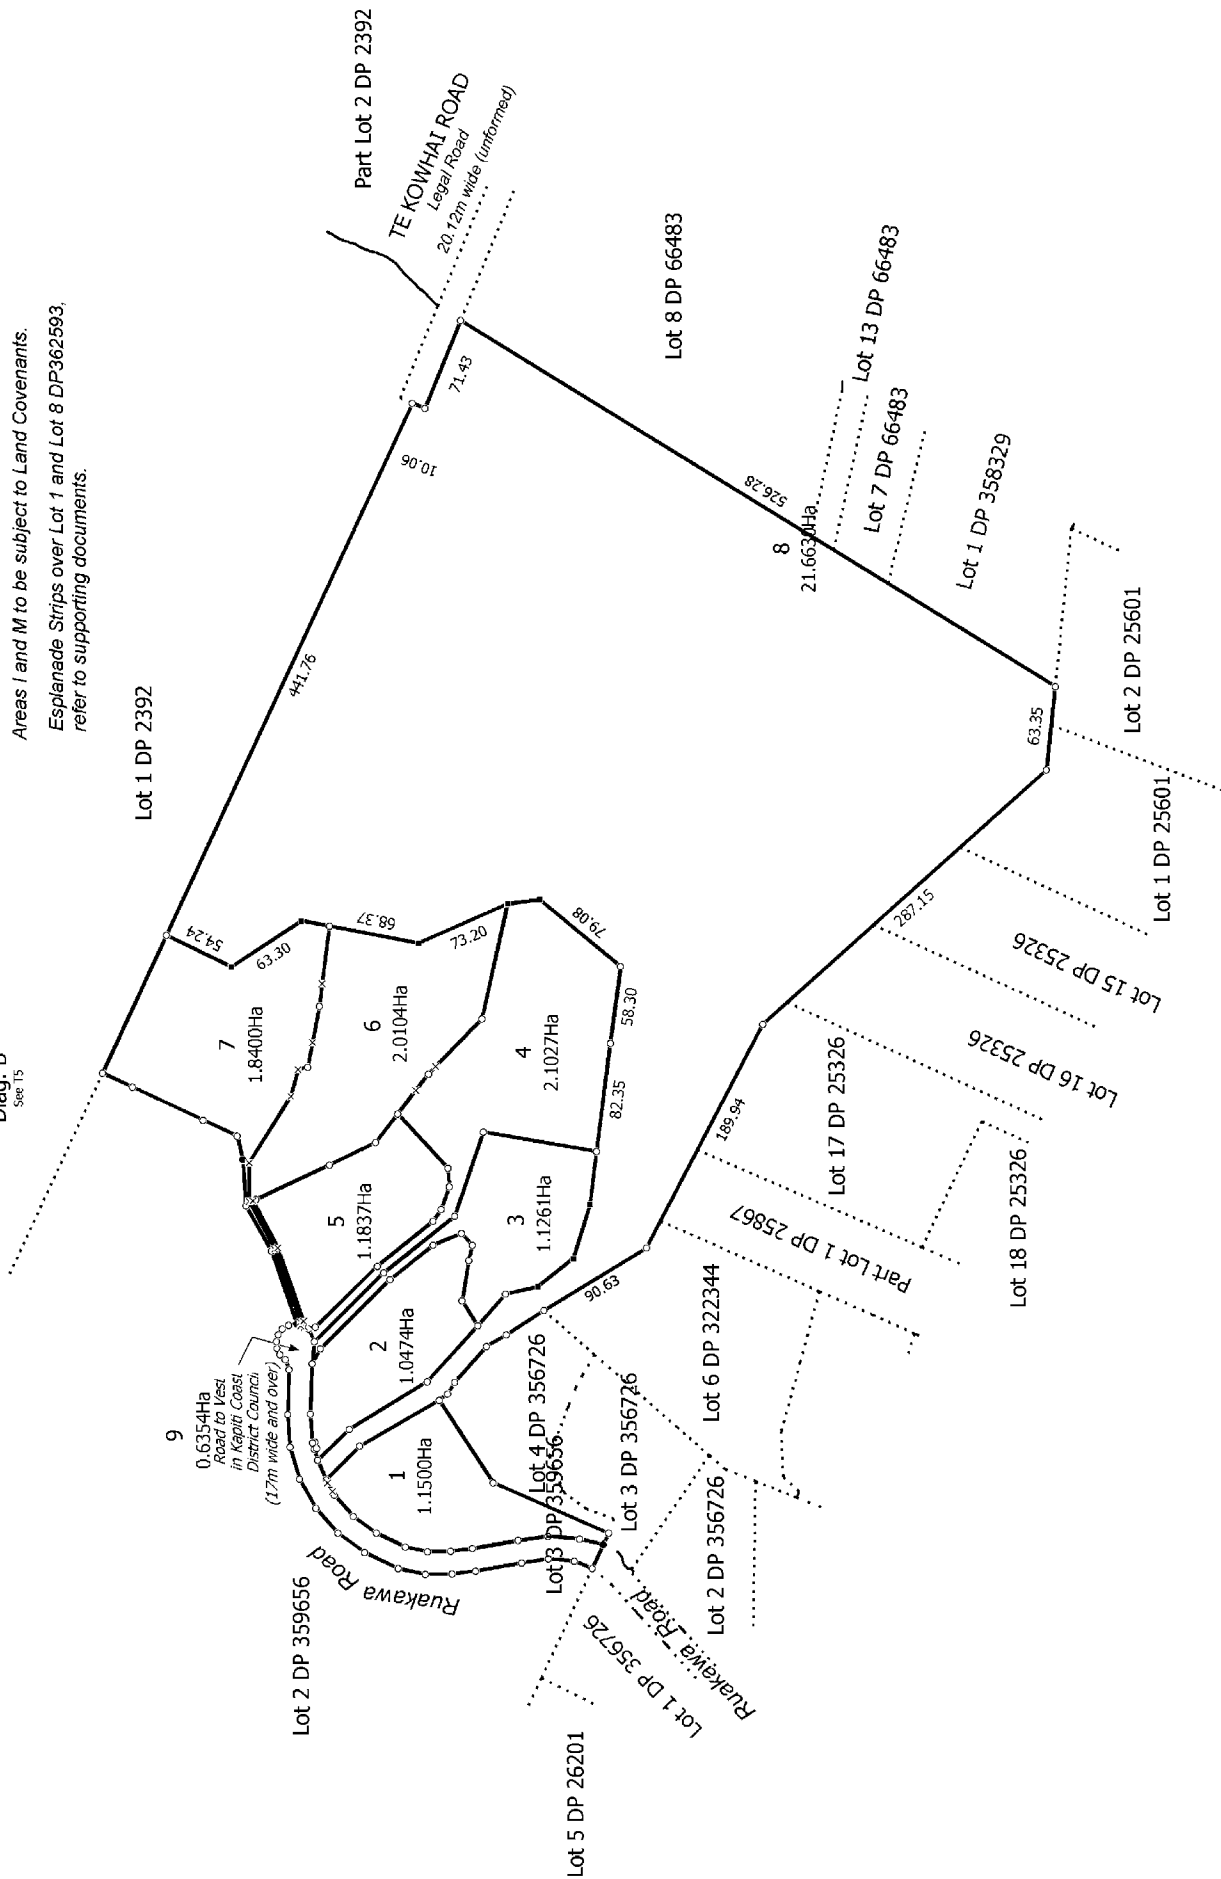 Areas I and M to be subject to Land Covenants.
Esplanade Strips over Lot 1 and Lot 8 DP362593,
refer to supporting documents.
See T5
Lot 1 DP 2392
Part Lot 2 DP 2392
TE KOWHAI ROAD
Legal Road
20.12m wide (unformed)
71.43
10.06
441.76
Lot 8 DP 66483
526.28
8
Lot 13 DP 66483
Lot 7 DP 66483
Lot 1 DP 358329
Lot 2 DP 25601
63.35
Lot 1 DP 25601
287.15
Lot 15 DP 25326
Lot 16 DP 25326
Lot 17 DP 25326
189.94
Lot 18 DP 25326
Part Lot 1 DP 25867
Lot 6 DP 322344
90.63
54.24
63.30
68.37
73.20
79.08
58.30
82.35
7
1.8400Ha
6
2.0104Ha
4
2.1027Ha
5
1.1837Ha
3
1.1261Ha
2
1.0474Ha
1
1.1500Ha
9
0.6354Ha
Road to Vest
in Kapiti Coast
District Council
(17m wide and over)
Ruakawa Road
Lot 2 DP 359656
Lot 4 DP 356726
Lot 3 DP 359656
Lot 3 DP 356726
Lot 2 DP 356726
Ruakawa Road
Lot 1 DP 356726
Lot 5 DP 26201